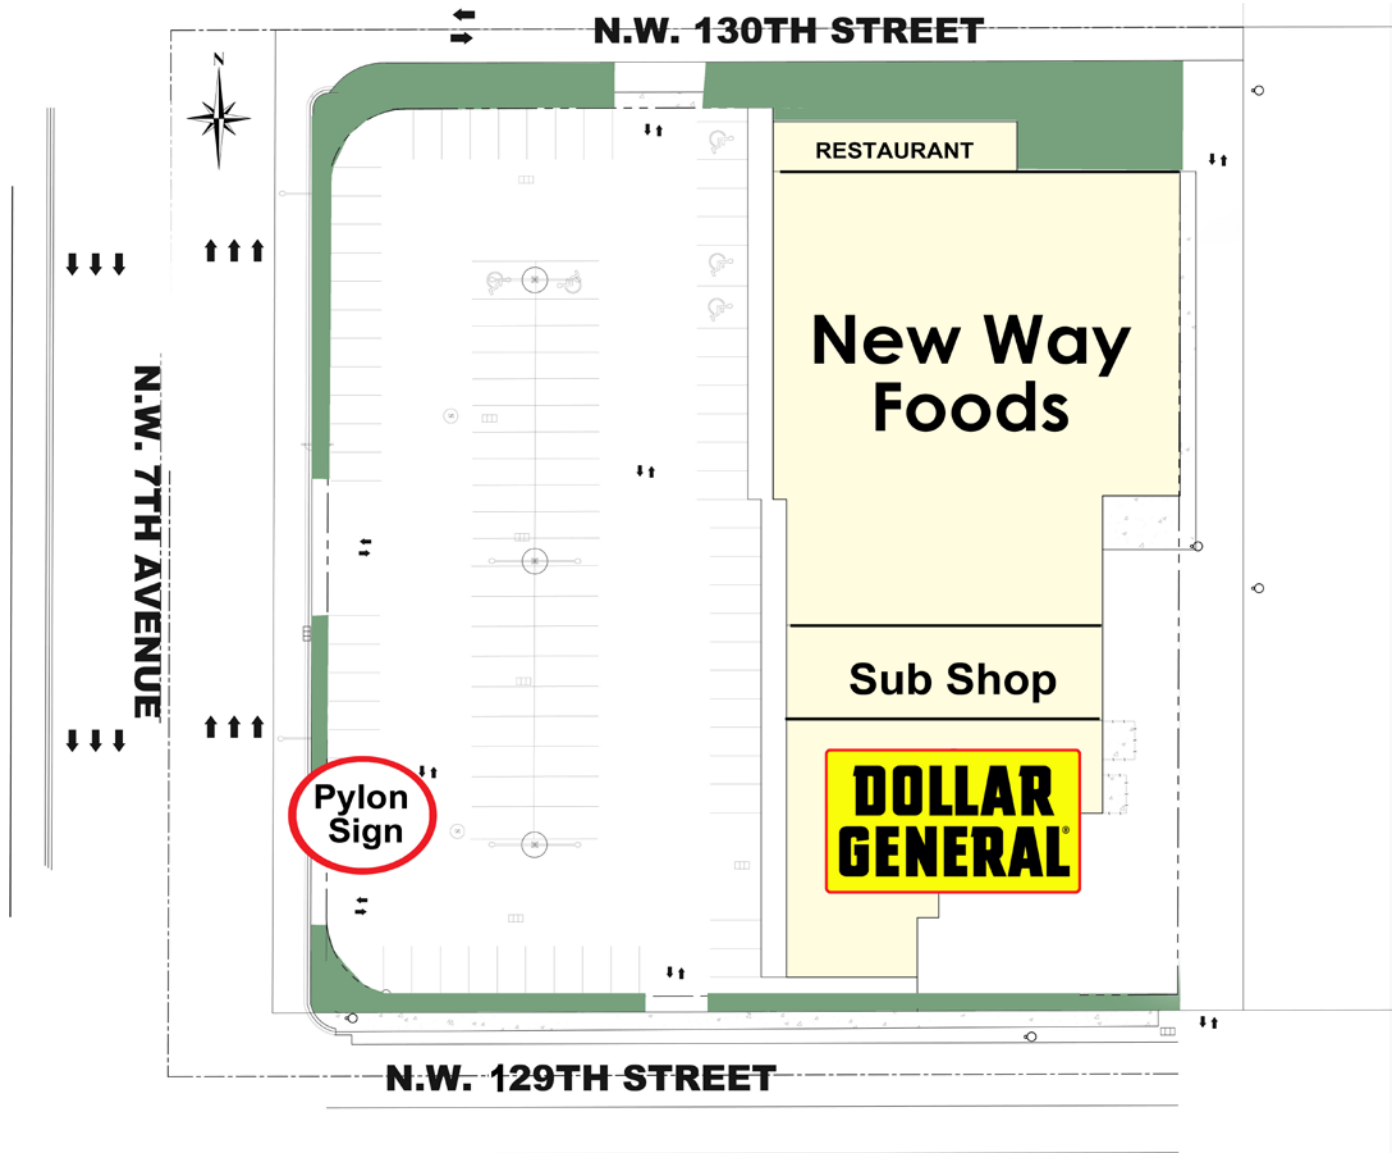 N.W. 130TH STREET
N
RESTAURANT
New Way
Foods
N.W. 7TH AVENUE
Sub Shop
DOLLAR
GENERAL®
Pylon
Sign
N.W. 129TH STREET